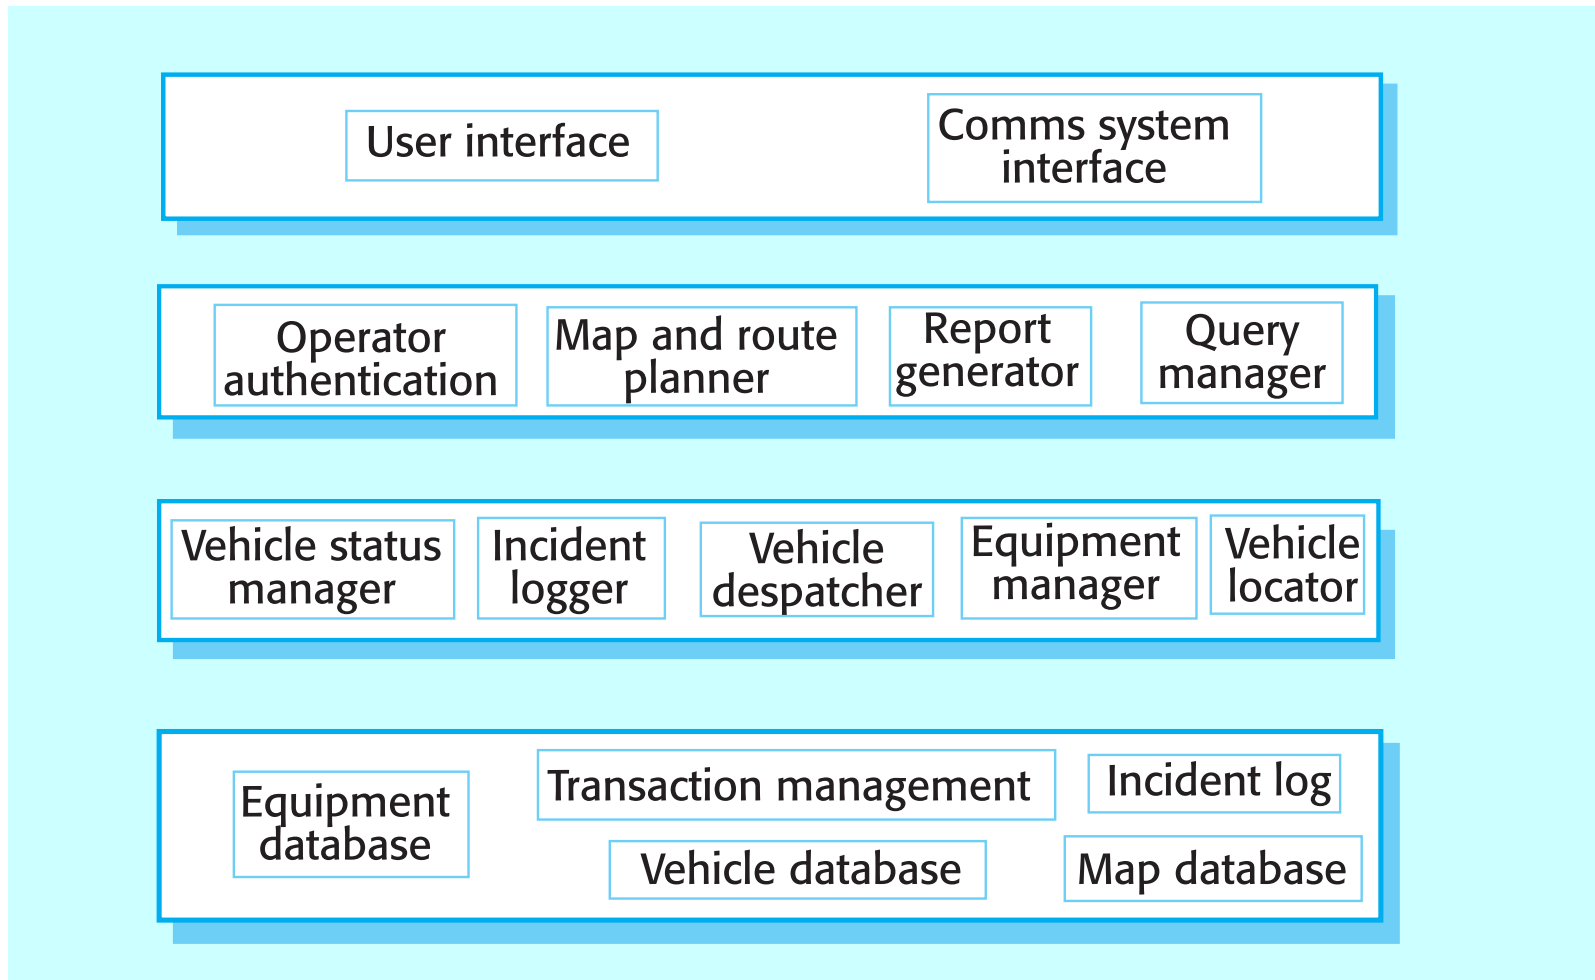 User interface
Comms system
interface
Operator
authentication
Map and route
planner
Report
generator
Query
manager
Vehicle status
manager
Incident
logger
Vehicle
despatcher
Equipment
manager
Vehicle
locator
Equipment
database
Transaction management
Incident log
Vehicle database
Map database